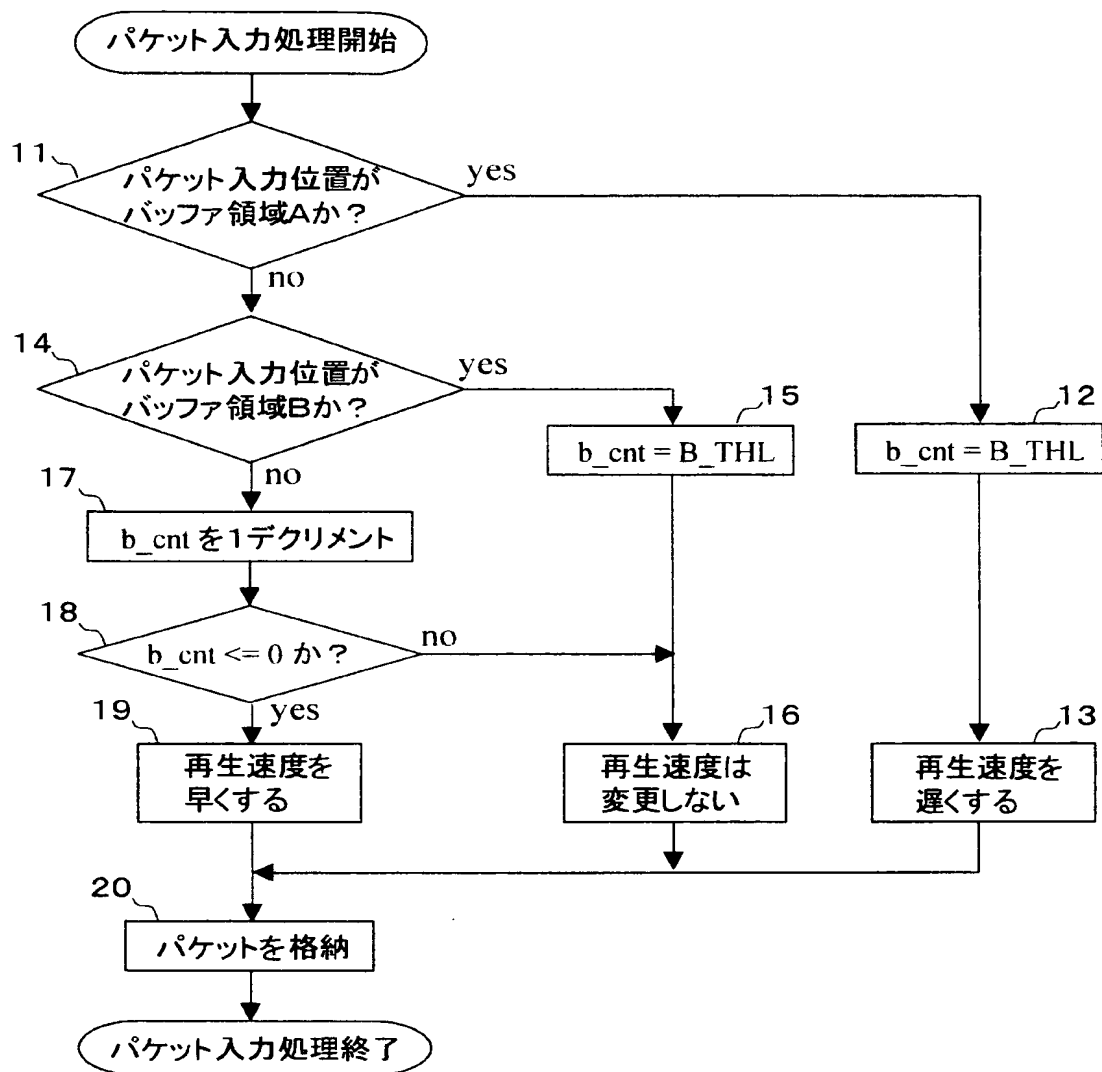 パケット入力処理開始
11
パケット入力位置が
バッファ領域Aか？
yes
no
14
パケット入力位置が
バッファ領域Bか？
yes
no
15
b_cnt = B_THL
12
b_cnt = B_THL
17
b_cnt を1デクリメント
18
b_cnt <= 0 か？
no
yes
19
再生速度を
早くする
16
再生速度は
変更しない
13
再生速度を
遅くする
20
パケットを格納
パケット入力処理終了